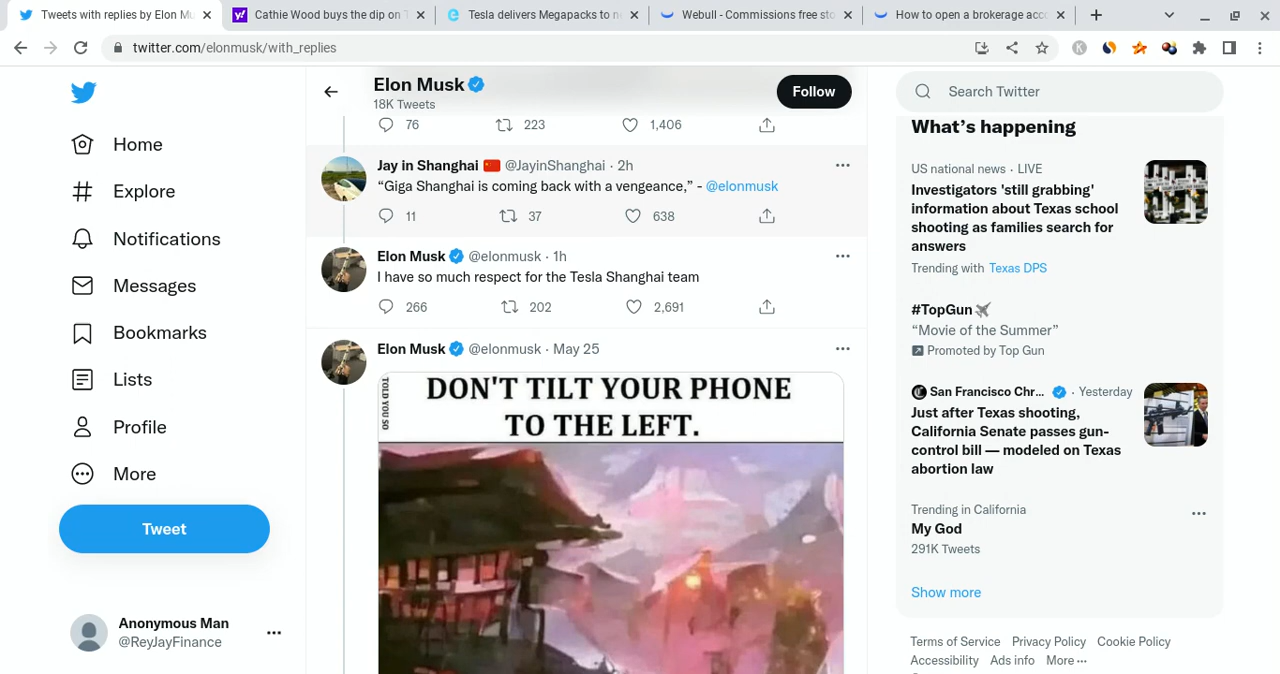 Tweets with replies by Elon Mu
Cathie Wood buys the dip on T
Tesla delivers Megapacks to n
Webull - Commissions free sto
How to open a brokerage acco
twitter.com/elonmusk/with_replies
Home
Explore
Notifications
Messages
Bookmarks
Lists
Profile
More
Tweet
Anonymous Man
@ReyJayFinance
Elon Musk
18K Tweets
Follow
76 223 1,406
Jay in Shanghai 🇨🇳 @JayinShanghai · 2h
“Giga Shanghai is coming back with a vengeance,” - @elonmusk
11 37 638
Elon Musk @elonmusk · 1h
I have so much respect for the Tesla Shanghai team
266 202 2,691
Elon Musk @elonmusk · May 25
TOLD YOU SO
DON'T TILT YOUR PHONE
TO THE LEFT.
Search Twitter
What’s happening
US national news · LIVE
Investigators 'still grabbing'
information about Texas school
shooting as families search for
answers
Trending with Texas DPS
#TopGun
“Movie of the Summer”
Promoted by Top Gun
San Francisco Chr... · Yesterday
Just after Texas shooting,
California Senate passes gun-
control bill — modeled on Texas
abortion law
Trending in California
My God
291K Tweets
Show more
Terms of Service Privacy Policy Cookie Policy
Accessibility Ads info More ...